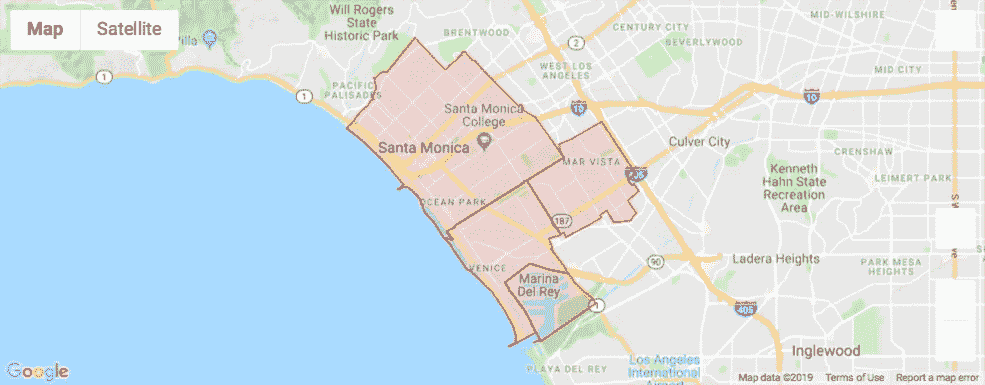 Map
Satellite
Will Rogers
State
Historic Park
BRENTWOOD
CENTURY CITY
MID-WILSHIRE
BEVERLYWOOD
2
WEST LOS
ANGELES
MID CITY
1
1
PACIFIC
PALISADES
10
10
Santa Monica
College
Santa Monica
Culver City
CRENSHAW
MAR VISTA
Kenneth
Hahn State
Recreation
Area
LEIMERT PARK
OCEAN PARK
187
90
Ladera Heights
PARK MESA
HEIGHTS
VENICE
Marina
Del Rey
1
405
Inglewood
Los Angeles
International
PLAYA DEL REY
Google
Map data ©2019
Terms of Use
Report a map error